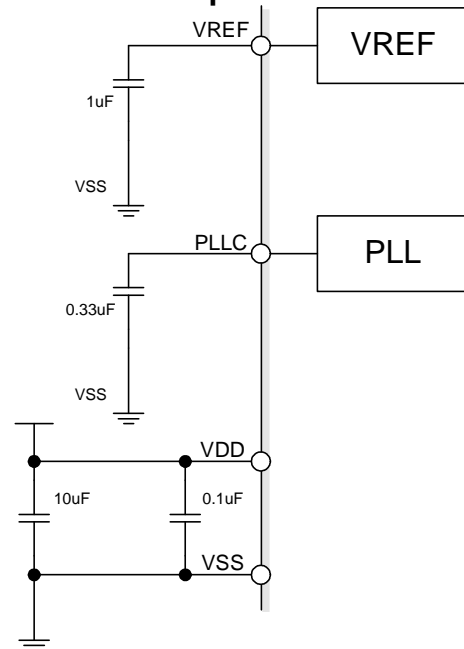 VREF
VREF
1uF
VSS
PLLC
PLL
0.33uF
VSS
VDD
10uF
0.1uF
VSS